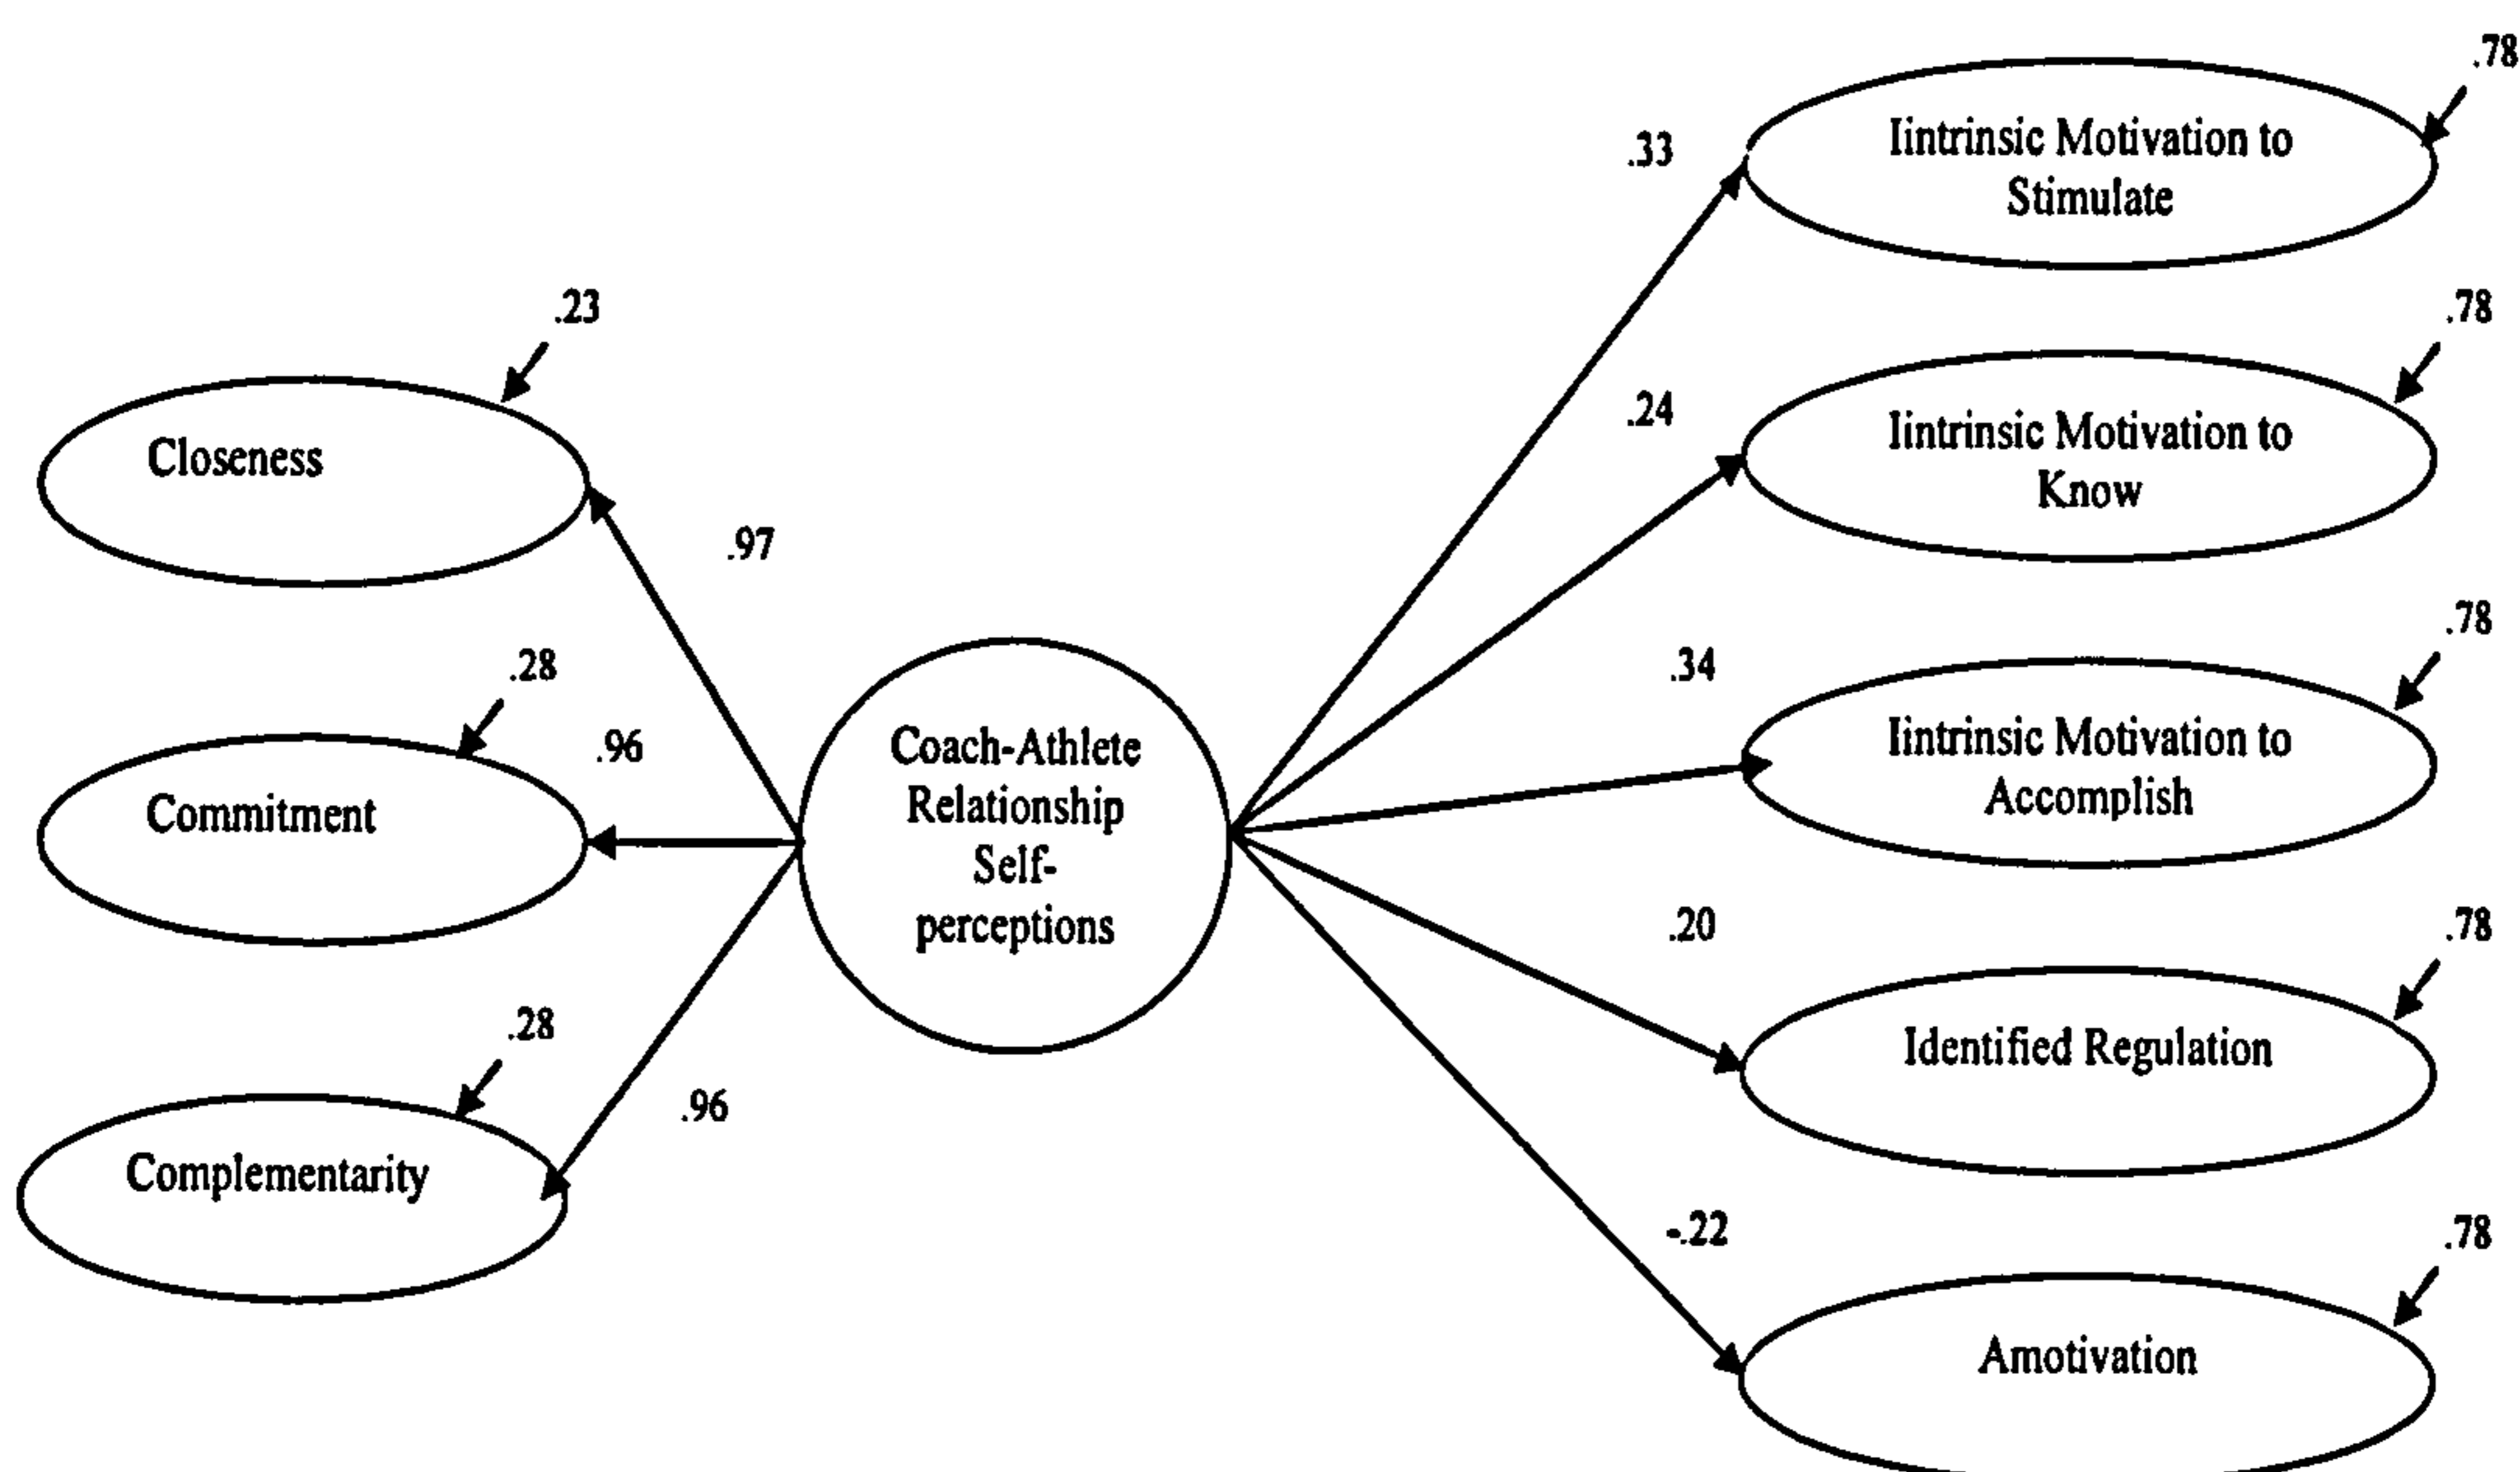 .78
.33
Iintrinsic Motivation to
Stimulate
.23
.78
.24
Iintrinsic Motivation to
Know
Closeness
.97
.78
.34
.28
.96
Iintrinsic Motivation to
Accomplish
Coach-Athlete
Relationship
Self-
perceptions
Commitment
.20
.78
.28
.96
Identified Regulation
Complementarity
-.22
.78
Amotivation